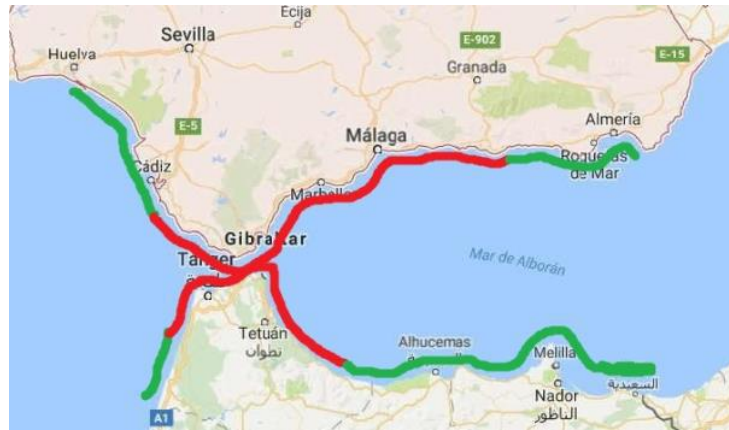 Ecija
Sevilla
Huelva
E-902
E-15
Granada
E-5
Almería
Málaga
Cádiz
Roquetas
de Mar
Marbella
Gibraltar
Tánger
Mar de Alborán
Tetuán
تطوان
Alhucemas
Melilla
السعيدية
Nador
الناظور
A1